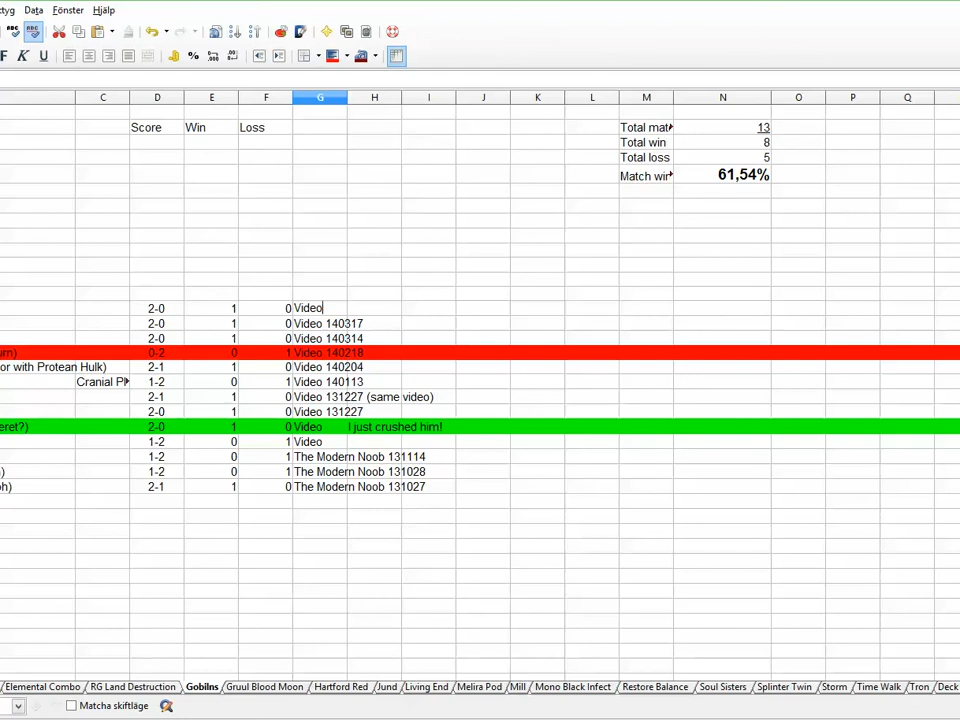 ttyg Data Fönster Hjälp
ABC ABC
F K U %
C D E F G H I J K L M N O P Q
Score Win Loss Total mat 13
Total win 8
Total loss 5
Match wir 61,54%
2-0 1 0 Video
2-0 1 0 Video 140317
2-0 1 0 Video 140314
urn) 0-2 0 1 Video 140218
or with Protean Hulk) 2-1 1 0 Video 140204
Cranial Pl 1-2 0 1 Video 140113
2-1 1 0 Video 131227 (same video)
2-0 1 0 Video 131227
eret?) 2-0 1 0 Video I just crushed him!
1-2 0 1 Video
1-2 0 1 The Modern Noob 131114
) 1-2 0 1 The Modern Noob 131028
oh) 2-1 1 0 The Modern Noob 131027
Elemental Combo RG Land Destruction Gobilns Gruul Blood Moon Hartford Red Jund Living End Melira Pod Mill Mono Black Infect Restore Balance Soul Sisters Splinter Twin Storm Time Walk Tron Deck
Matcha skiftläge